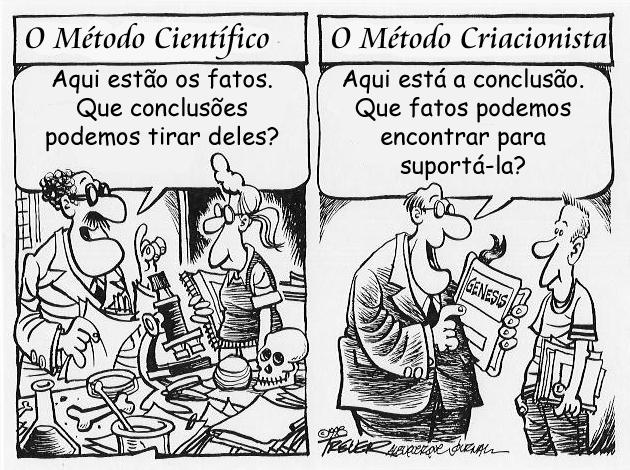 O Método Científico
Aqui estão os fatos.
Que conclusões
podemos tirar deles?
O Método Criacionista
Aqui está a conclusão.
Que fatos podemos
encontrar para
suportá-la?
GENESIS
©1998
TREVER
ALBUQUERQUE JOURNAL